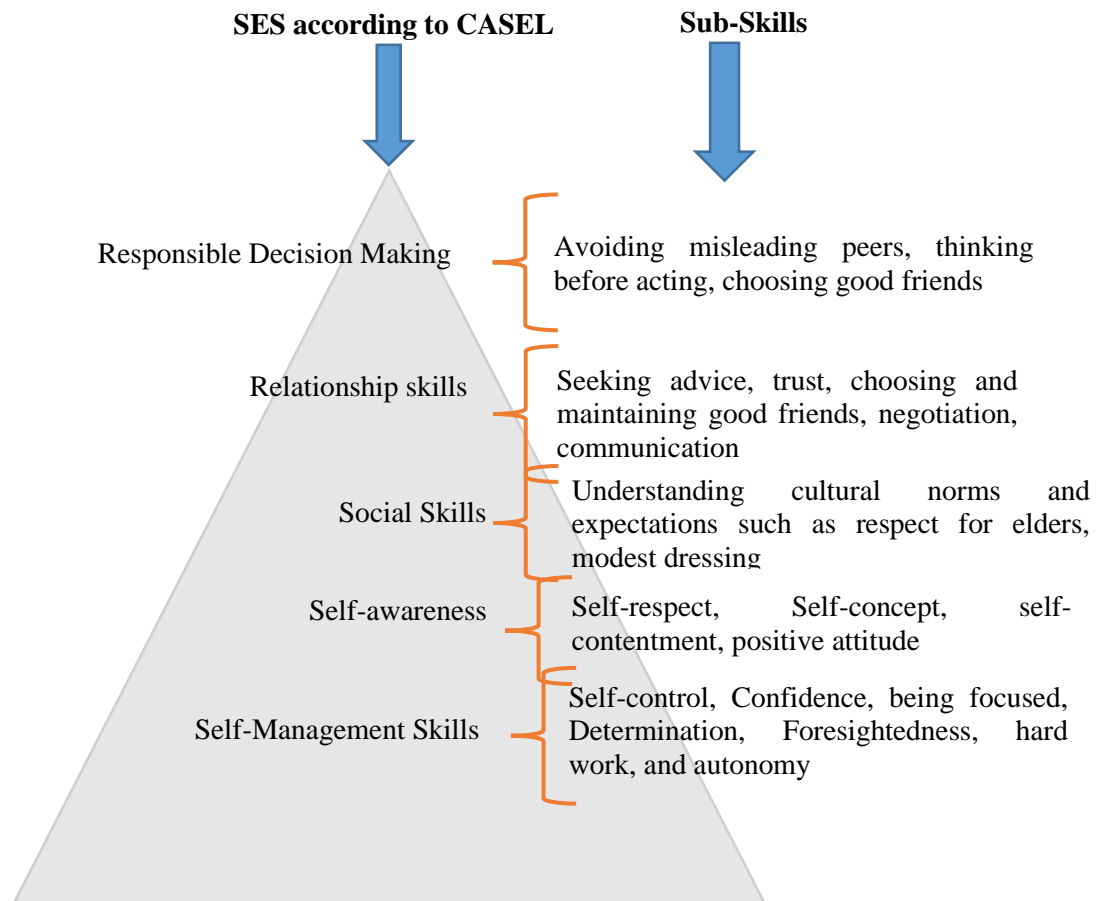 SES according to CASEL
Sub-Skills
Responsible Decision Making
Avoiding misleading peers, thinking
before acting, choosing good friends
Relationship skills
Seeking advice, trust, choosing and
maintaining good friends, negotiation,
communication
Social Skills
Understanding cultural norms and
expectations such as respect for elders,
modest dressing
Self-awareness
Self-respect, Self-concept, self-
contentment, positive attitude
Self-Management Skills
Self-control, Confidence, being focused,
Determination, Foresightedness, hard
work, and autonomy